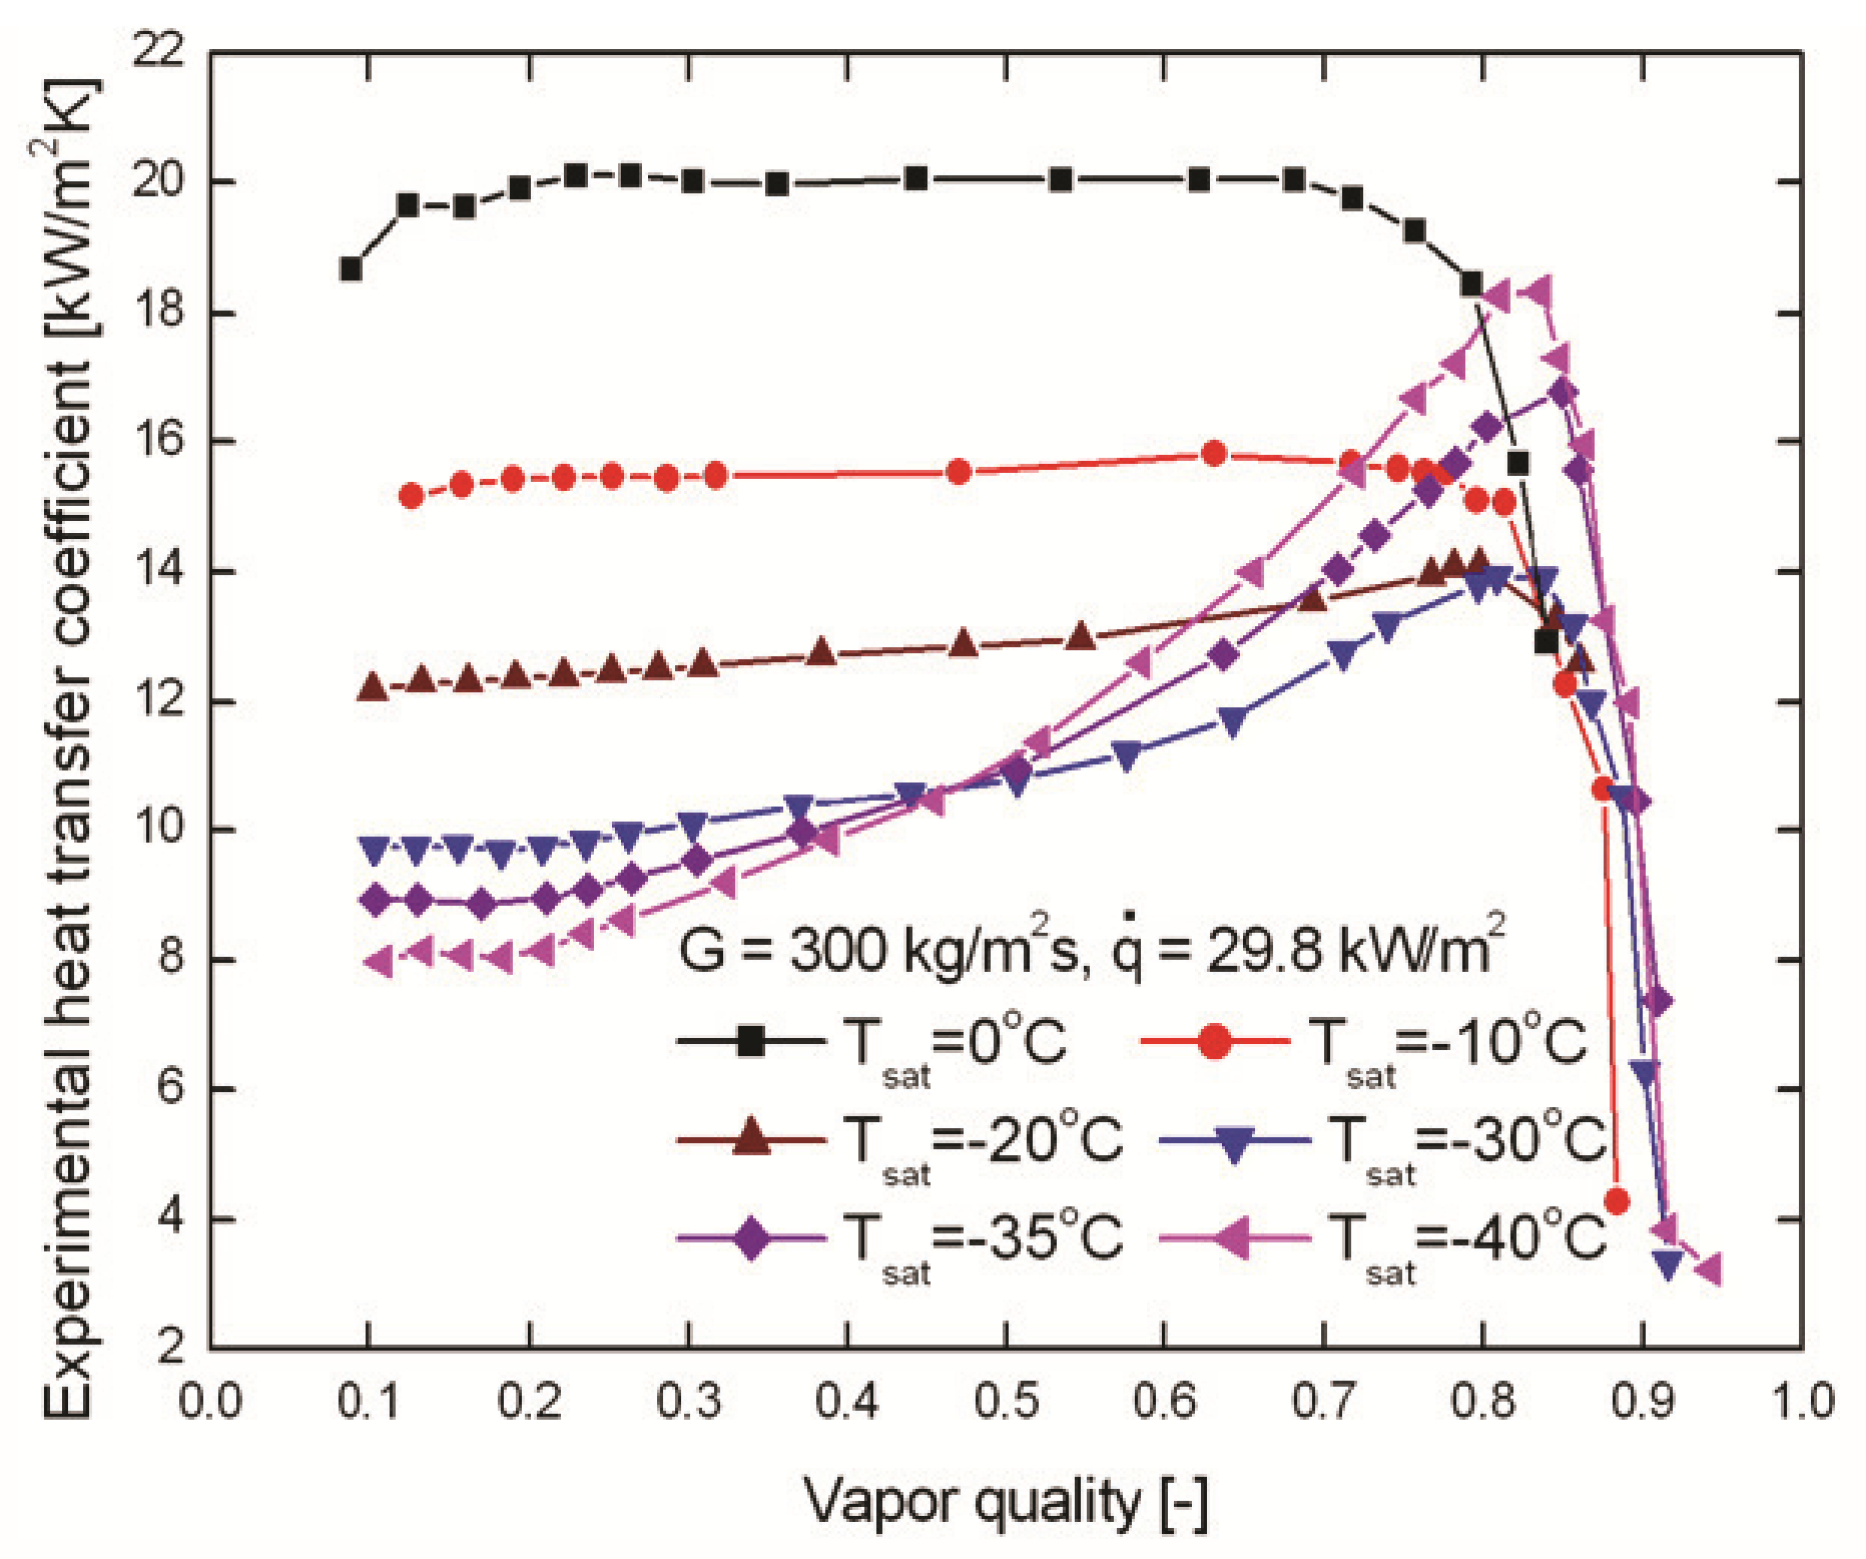 Experimental heat transfer coefficient [kW/m²K]
22
20
18
16
14
12
10
8
6
4
2
G = 300 kg/m²s, q̇ = 29.8 kW/m²
Tsat=0°C Tsat=-10°C
Tsat=-20°C Tsat=-30°C
Tsat=-35°C Tsat=-40°C
0.0 0.1 0.2 0.3 0.4 0.5 0.6 0.7 0.8 0.9 1.0
Vapor quality [-]